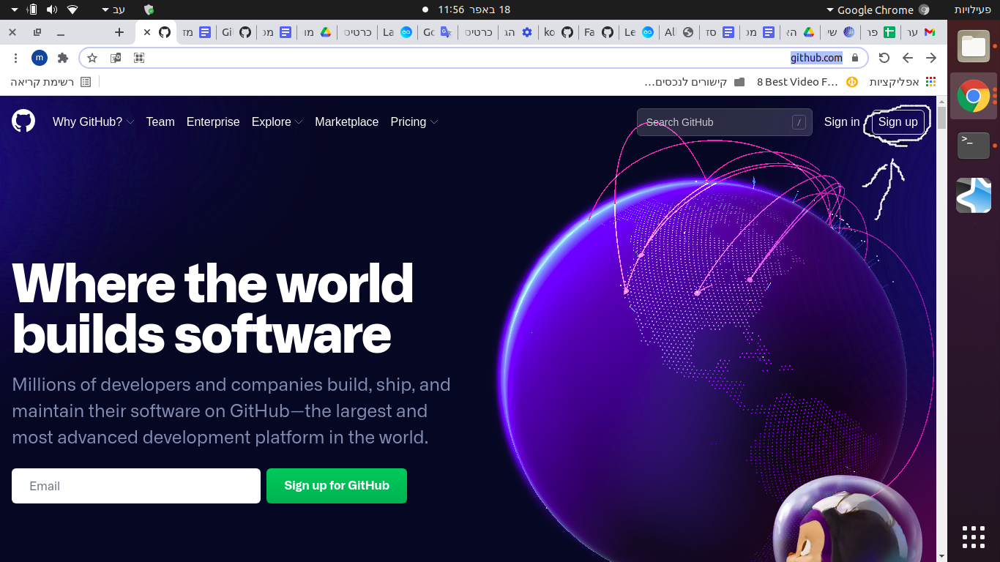 פעילויות
Google Chrome
18 באפר 11:56
עב
ער
פר
שי
הא
מכ
סד
All
Le
Fa
ko
הג
כרטיס
Go
La
כרטיס
מו
מכ
Git
מד
github.com
m
אפליקציות
8 Best Video F…
קישורים לנכסים…
רשימת קריאה
Why GitHub? Team Enterprise Explore Marketplace Pricing
Search GitHub /
Sign in
Sign up
Where the world
builds software
Millions of developers and companies build, ship, and
maintain their software on GitHub—the largest and
most advanced development platform in the world.
Email
Sign up for GitHub